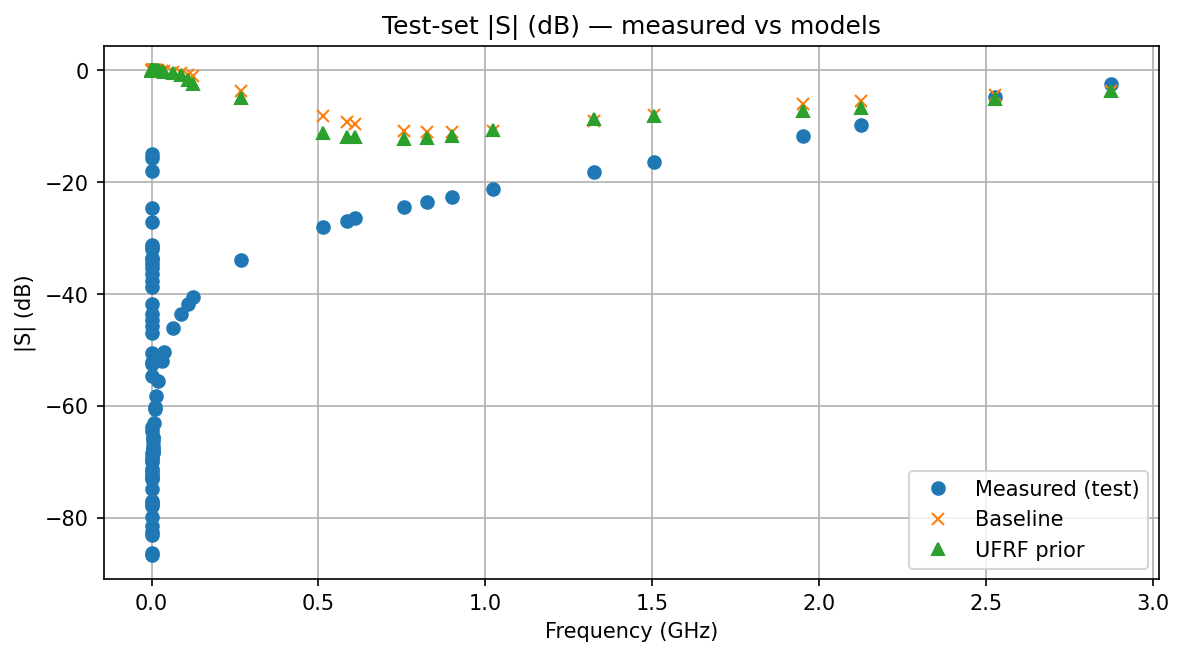 Test-set |S| (dB) — measured vs models
|S| (dB)
0
−20
−40
−60
−80
0.0 0.5 1.0 1.5 2.0 2.5 3.0
Frequency (GHz)
Measured (test)
Baseline
UFRF prior